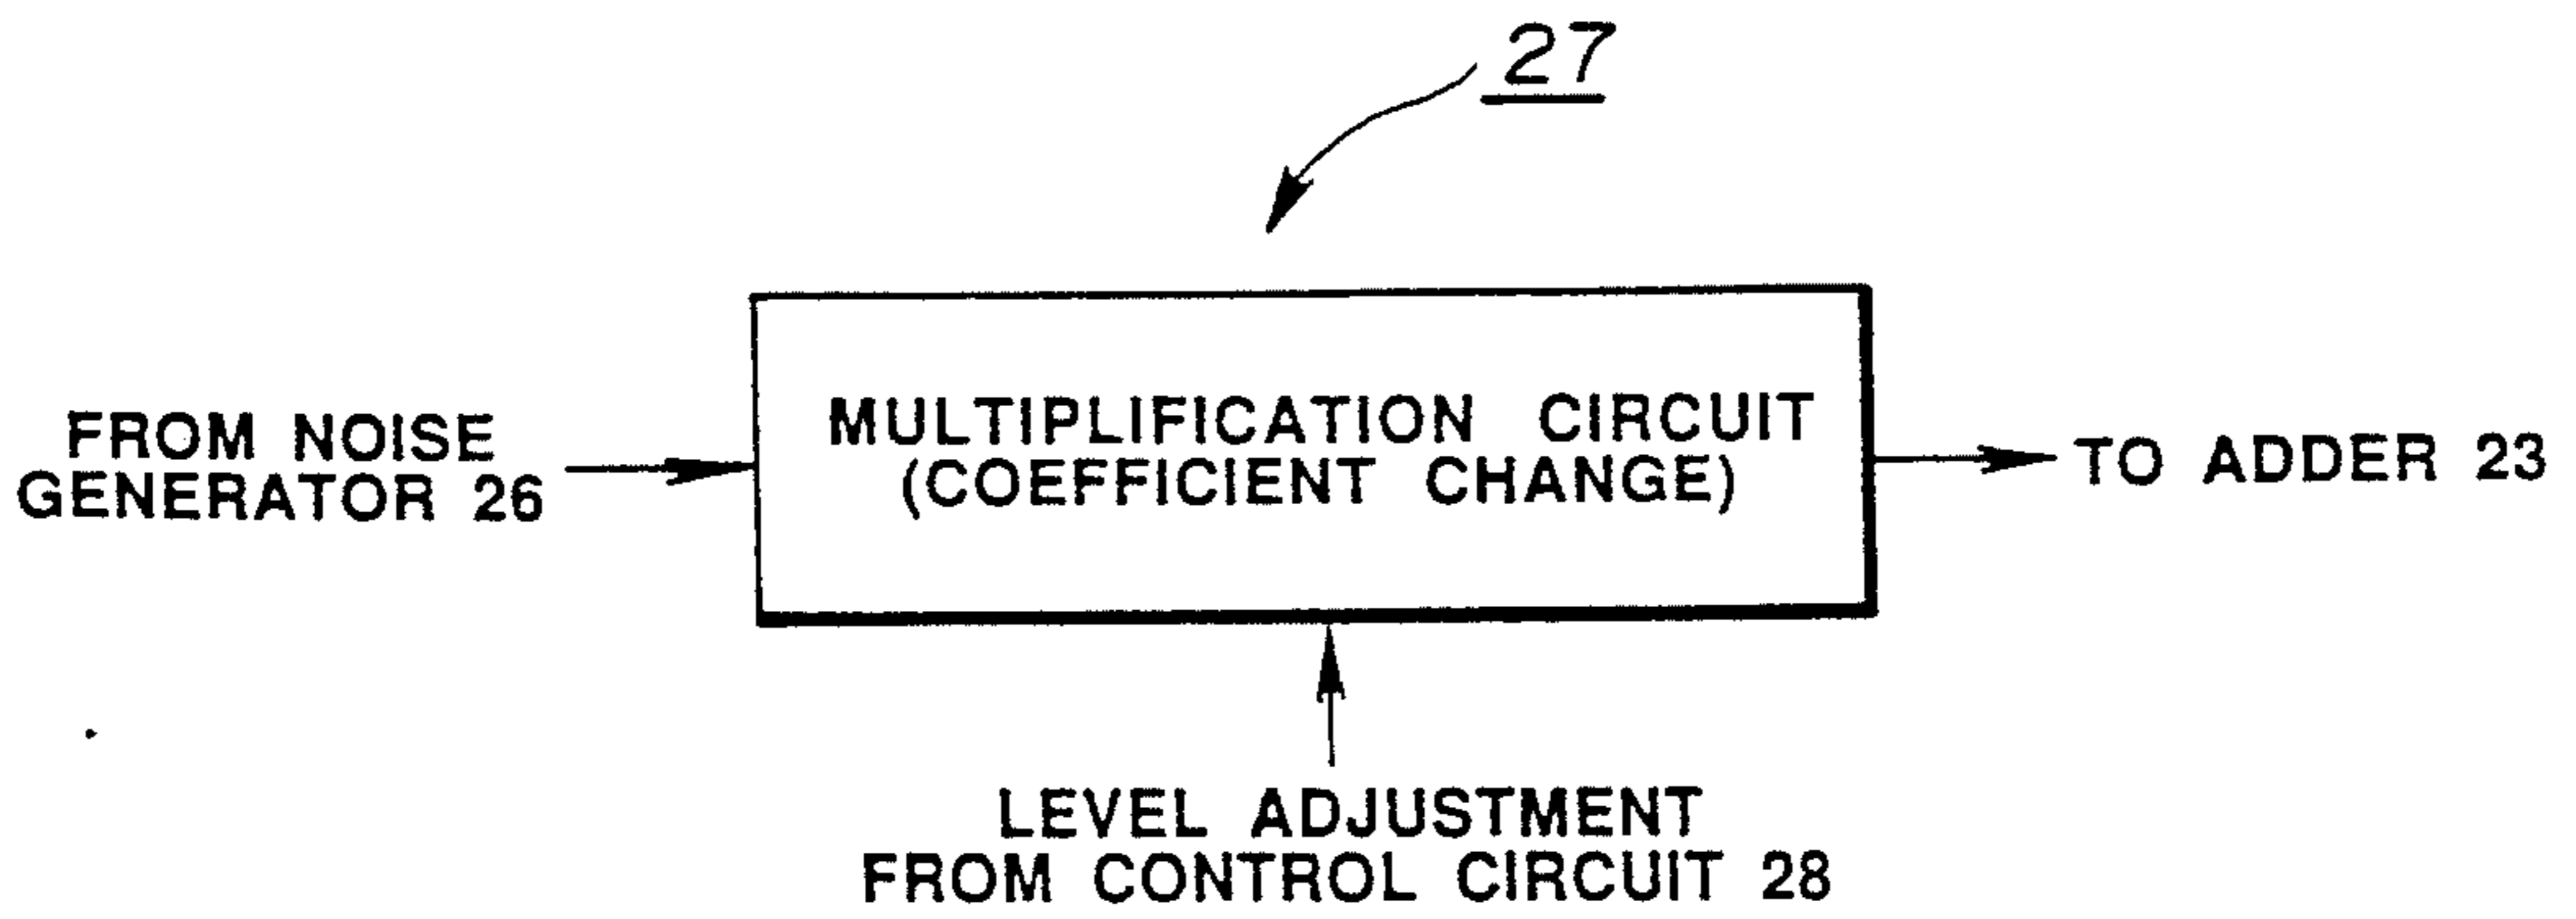 27
FROM NOISE
GENERATOR 26
MULTIPLIFICATION CIRCUIT
(COEFFICIENT CHANGE)
TO ADDER 23
LEVEL ADJUSTMENT
FROM CONTROL CIRCUIT 28